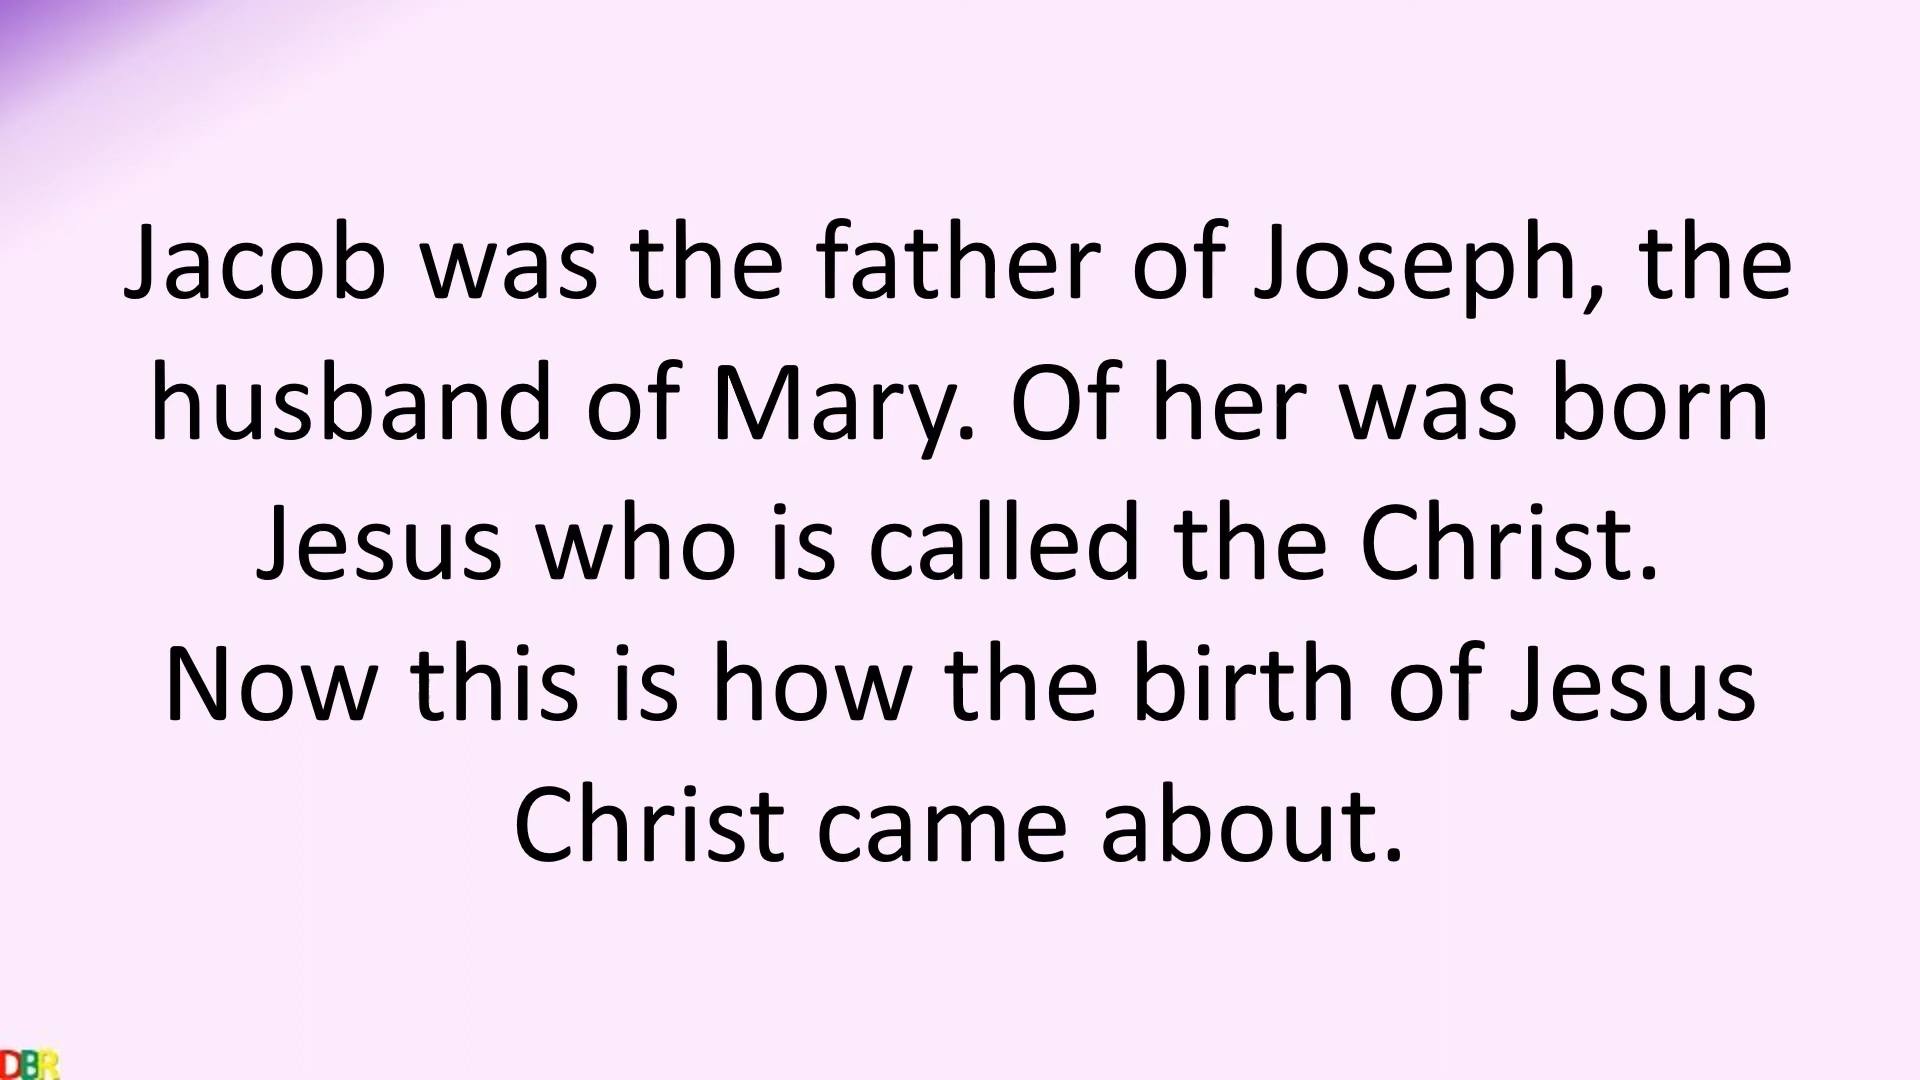 Jacob was the father of Joseph, the
husband of Mary. Of her was born
Jesus who is called the Christ.
Now this is how the birth of Jesus
Christ came about.
DBR